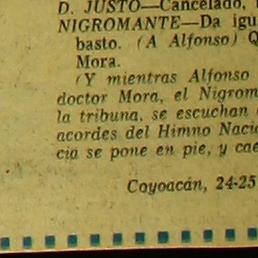 D. JUSTO—Cancelado,
NIGROMANTE—Da igu
basto. (A Alfonso) Q
Mora.
(Y mientras Alfonso
doctor Mora, el Nigrom
la tribuna, se escuchan
acordes del Himno Naci
cia se pone en pie, y cae
Coyoacán, 24-25